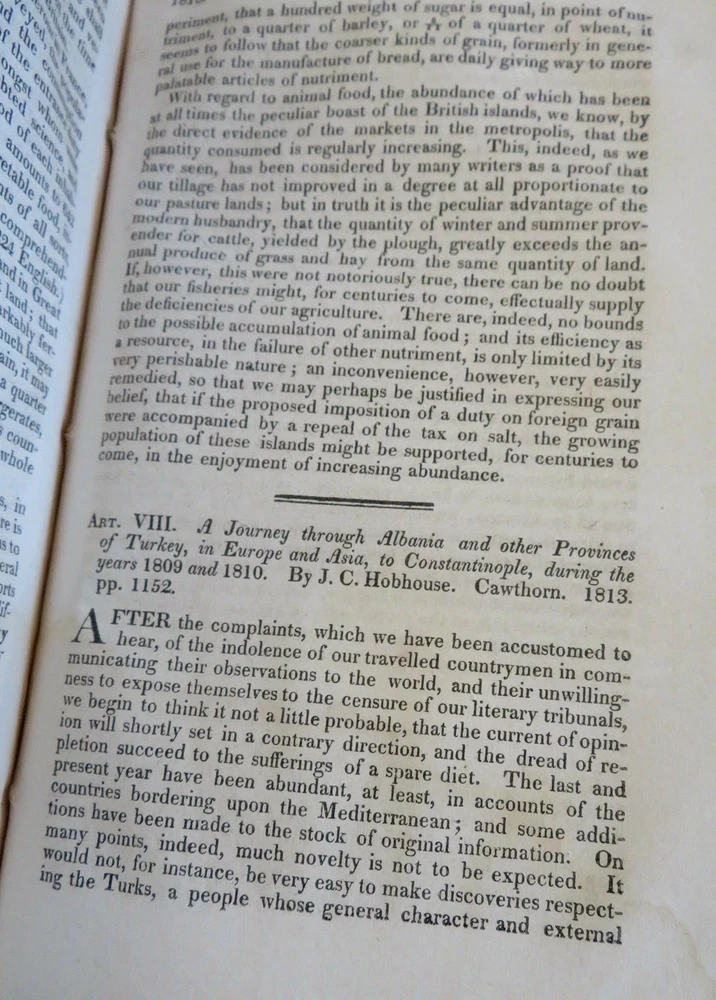 periment, that a hundred weight of sugar is equal, in point of nu-
triment, to a quarter of barley, or of a quarter of wheat, it
seems to follow that the coarser kinds of grain, formerly in gene-
ral use for the manufacture of bread, are daily giving way to more
palatable articles of nutriment.
With regard to animal food, the abundance of which has been
at all times the peculiar boast of the British islands, we know, by
the direct evidence of the markets in the metropolis, that the
quantity consumed is regularly increasing. This, indeed, as we
have seen, has been considered by many writers as a proof that
our tillage has not improved in a degree at all proportionate to
our pasture lands; but in truth it is the peculiar advantage of the
modern husbandry, that the quantity of winter and summer prov-
ender for cattle, yielded by the plough, greatly exceeds the an-
nual produce of grass and hay from the same quantity of land.
If, however, this were not notoriously true, there can be no doubt
that our fisheries might, for centuries to come, effectually supply
the deficiencies of our agriculture. There are, indeed, no bounds
to the possible accumulation of animal food; and its efficiency as
a resource, in the failure of other nutriment, is only limited by its
very perishable nature; an inconvenience, however, very easily
remedied, so that we may perhaps be justified in expressing our
belief, that if the proposed imposition of a duty on foreign grain
were accompanied by a repeal of the tax on salt, the growing
population of these islands might be supported, for centuries to
come, in the enjoyment of increasing abundance.
ART. VIII. A Journey through Albania and other Provinces
of Turkey, in Europe and Asia, to Constantinople, during the
years 1809 and 1810. By J. C. Hobhouse. Cawthorn. 1813.
pp. 1152.
AFTER the complaints, which we have been accustomed to
hear, of the indolence of our travelled countrymen in com-
municating their observations to the world, and their unwilling-
ness to expose themselves to the censure of our literary tribunals,
we begin to think it not a little probable, that the current of opin-
ion will shortly set in a contrary direction, and the dread of re-
pletion succeed to the sufferings of a spare diet. The last and
present year have been abundant, at least, in accounts of the
countries bordering upon the Mediterranean; and some addi-
tions have been made to the stock of original information. On
many points, indeed, much novelty is not to be expected. It
would not, for instance, be very easy to make discoveries respect-
ing the Turks, a people whose general character and external